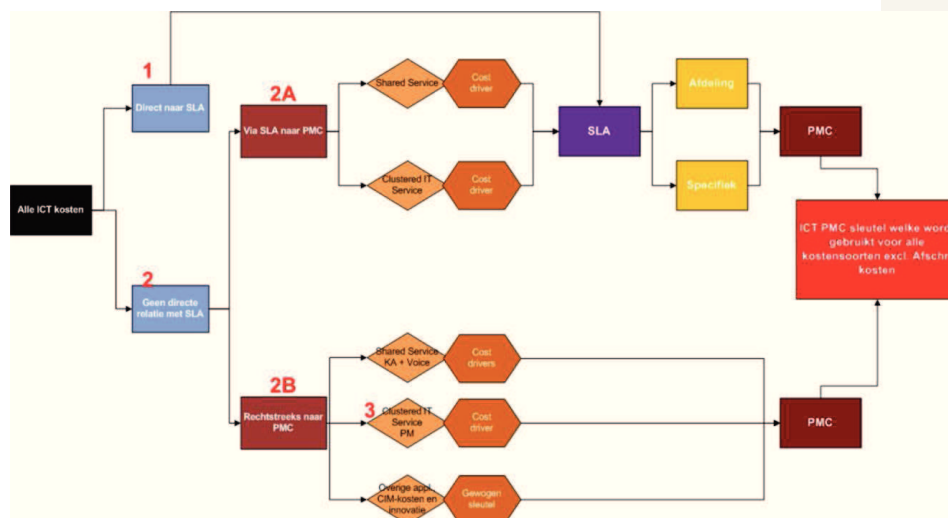 1
Direct naar SLA
2A
Via SLA naar PMC
Shared Service
Cost
driver
Clustered IT
Service
Cost
driver
SLA
Afdeling
Specifiek
PMC
Alle ICT kosten
ICT PMC sleutel welke word
gebruikt voor alle
kostensoorten excl. Afschr
kosten
2
Geen directe
relatie met SLA
2B
Rechtstreeks naar
PMC
Shared Service
KA + Voice
Cost
drivers
3
Clustered IT
Service
PM
Cost
driver
Overige appl.
CIM-kosten en
innovatie
Gewogen
sleutel
PMC